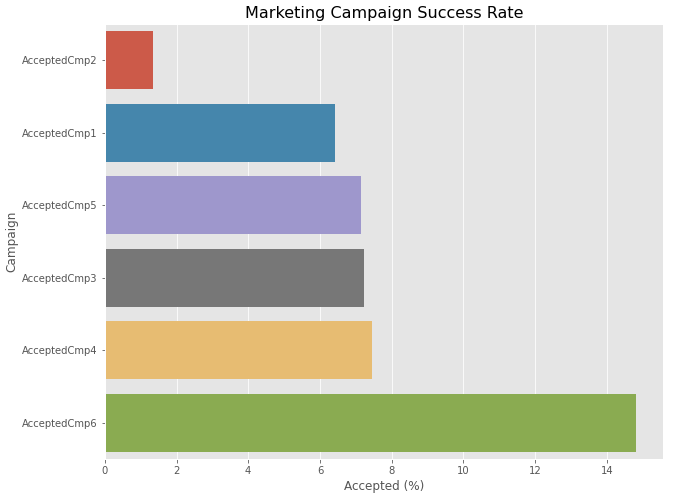 Marketing Campaign Success Rate
AcceptedCmp2
AcceptedCmp1
AcceptedCmp5
AcceptedCmp3
AcceptedCmp4
AcceptedCmp6
Campaign
0 2 4 6 8 10 12 14
Accepted (%)